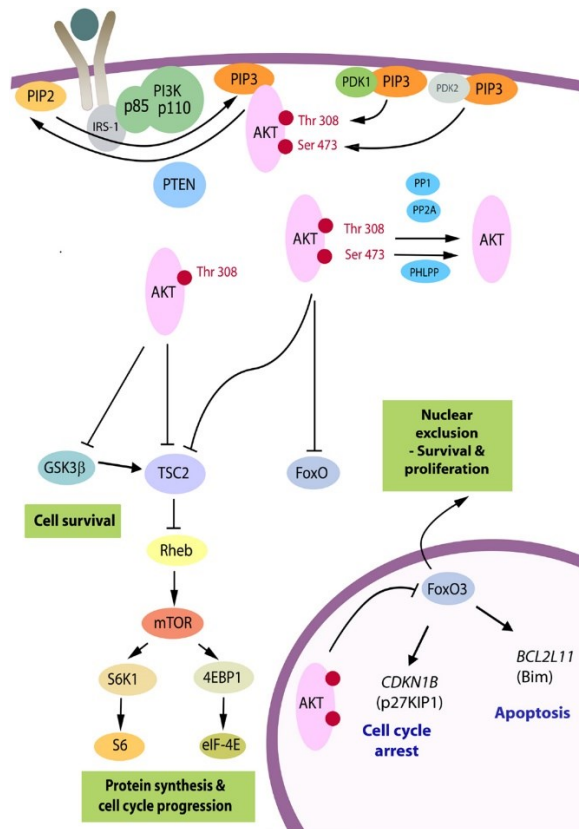 PIP2
IRS-1
p85
PI3K
p110
PIP3
AKT
Thr 308
Ser 473
PDK1
PIP3
PDK2
PIP3
PTEN
AKT
Thr 308
Ser 473
PP1
PP2A
PHLPP
AKT
AKT
Thr 308
GSK3β
TSC2
FoxO
Nuclear
exclusion
- Survival &
proliferation
Cell survival
Rheb
mTOR
S6K1
4EBP1
S6
eIF-4E
Protein synthesis &
cell cycle progression
FoxO3
AKT
CDKN1B
(p27KIP1)
Cell cycle
arrest
BCL2L11
(Bim)
Apoptosis